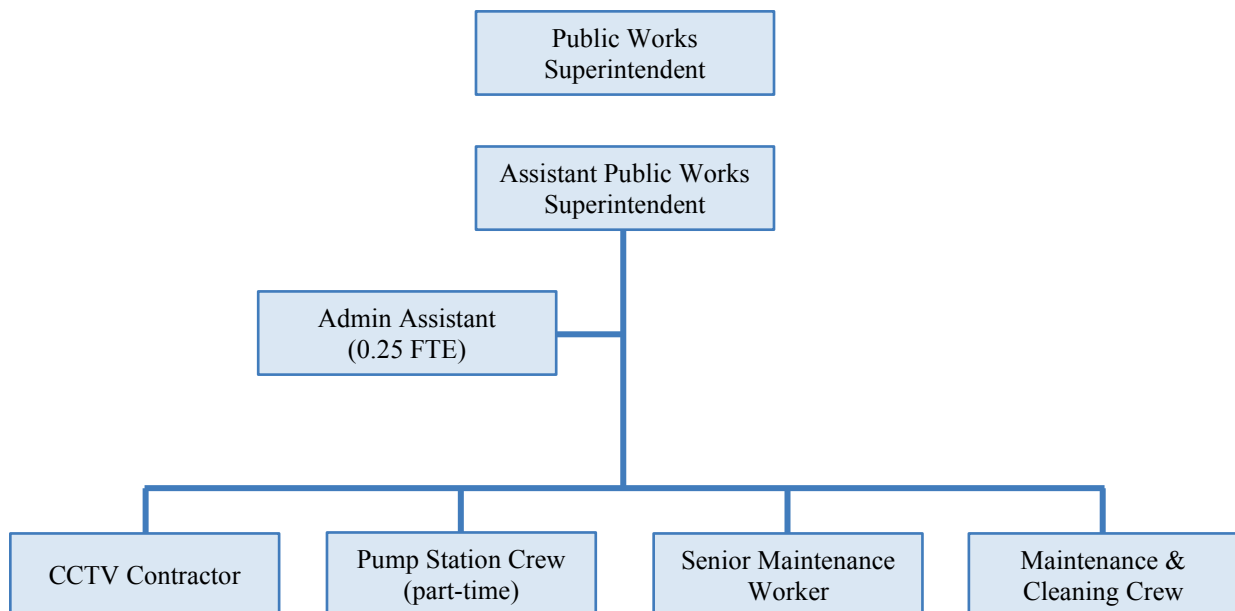 Public Works
Superintendent
Assistant Public Works
Superintendent
Admin Assistant
(0.25 FTE)
CCTV Contractor
Pump Station Crew
(part-time)
Senior Maintenance
Worker
Maintenance &
Cleaning Crew